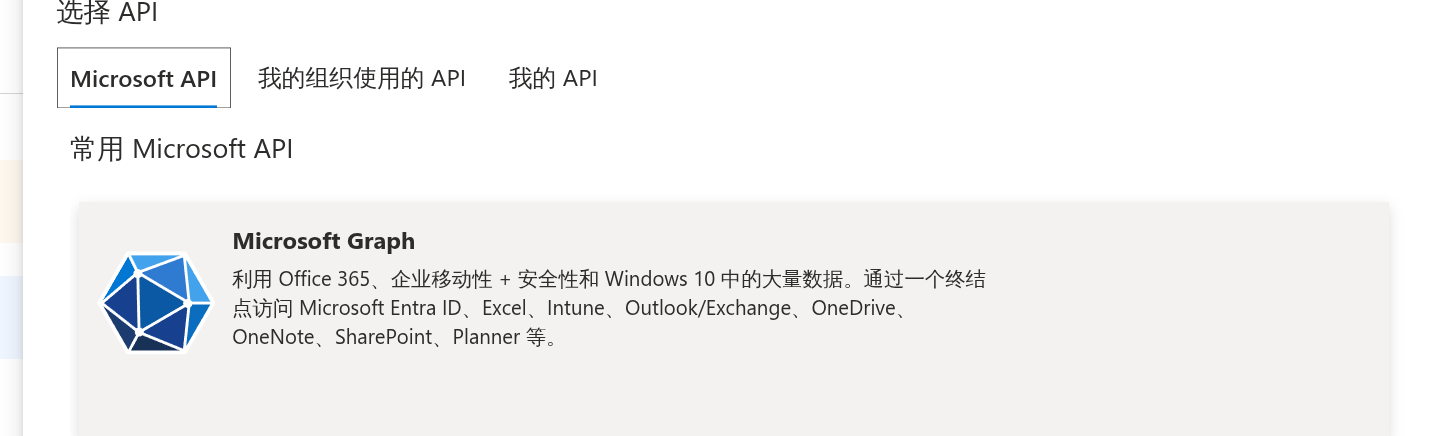 选择 API
Microsoft API
我的组织使用的 API
我的 API
常用 Microsoft API
Microsoft Graph
利用 Office 365、企业移动性 + 安全性和 Windows 10 中的大量数据。通过一个终结
点访问 Microsoft Entra ID、Excel、Intune、Outlook/Exchange、OneDrive、
OneNote、SharePoint、Planner 等。